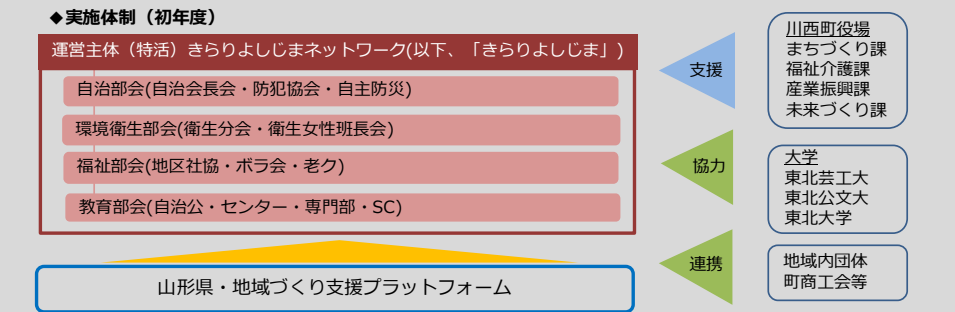 ◆実施体制（初年度）
運営主体（特活）きらりよしじまネットワーク(以下、「きらりよしじま」)
自治部会(自治会長会・防犯協会・自主防災)
環境衛生部会(衛生分会・衛生女性班長会)
福祉部会(地区社協・ボラ会・老ク)
教育部会(自治公・センター・専門部・SC)
山形県・地域づくり支援プラットフォーム
支援
川西町役場
まちづくり課
福祉介護課
産業振興課
未来づくり課
協力
大学
東北芸工大
東北公文大
東北大学
連携
地域内団体
町商工会等